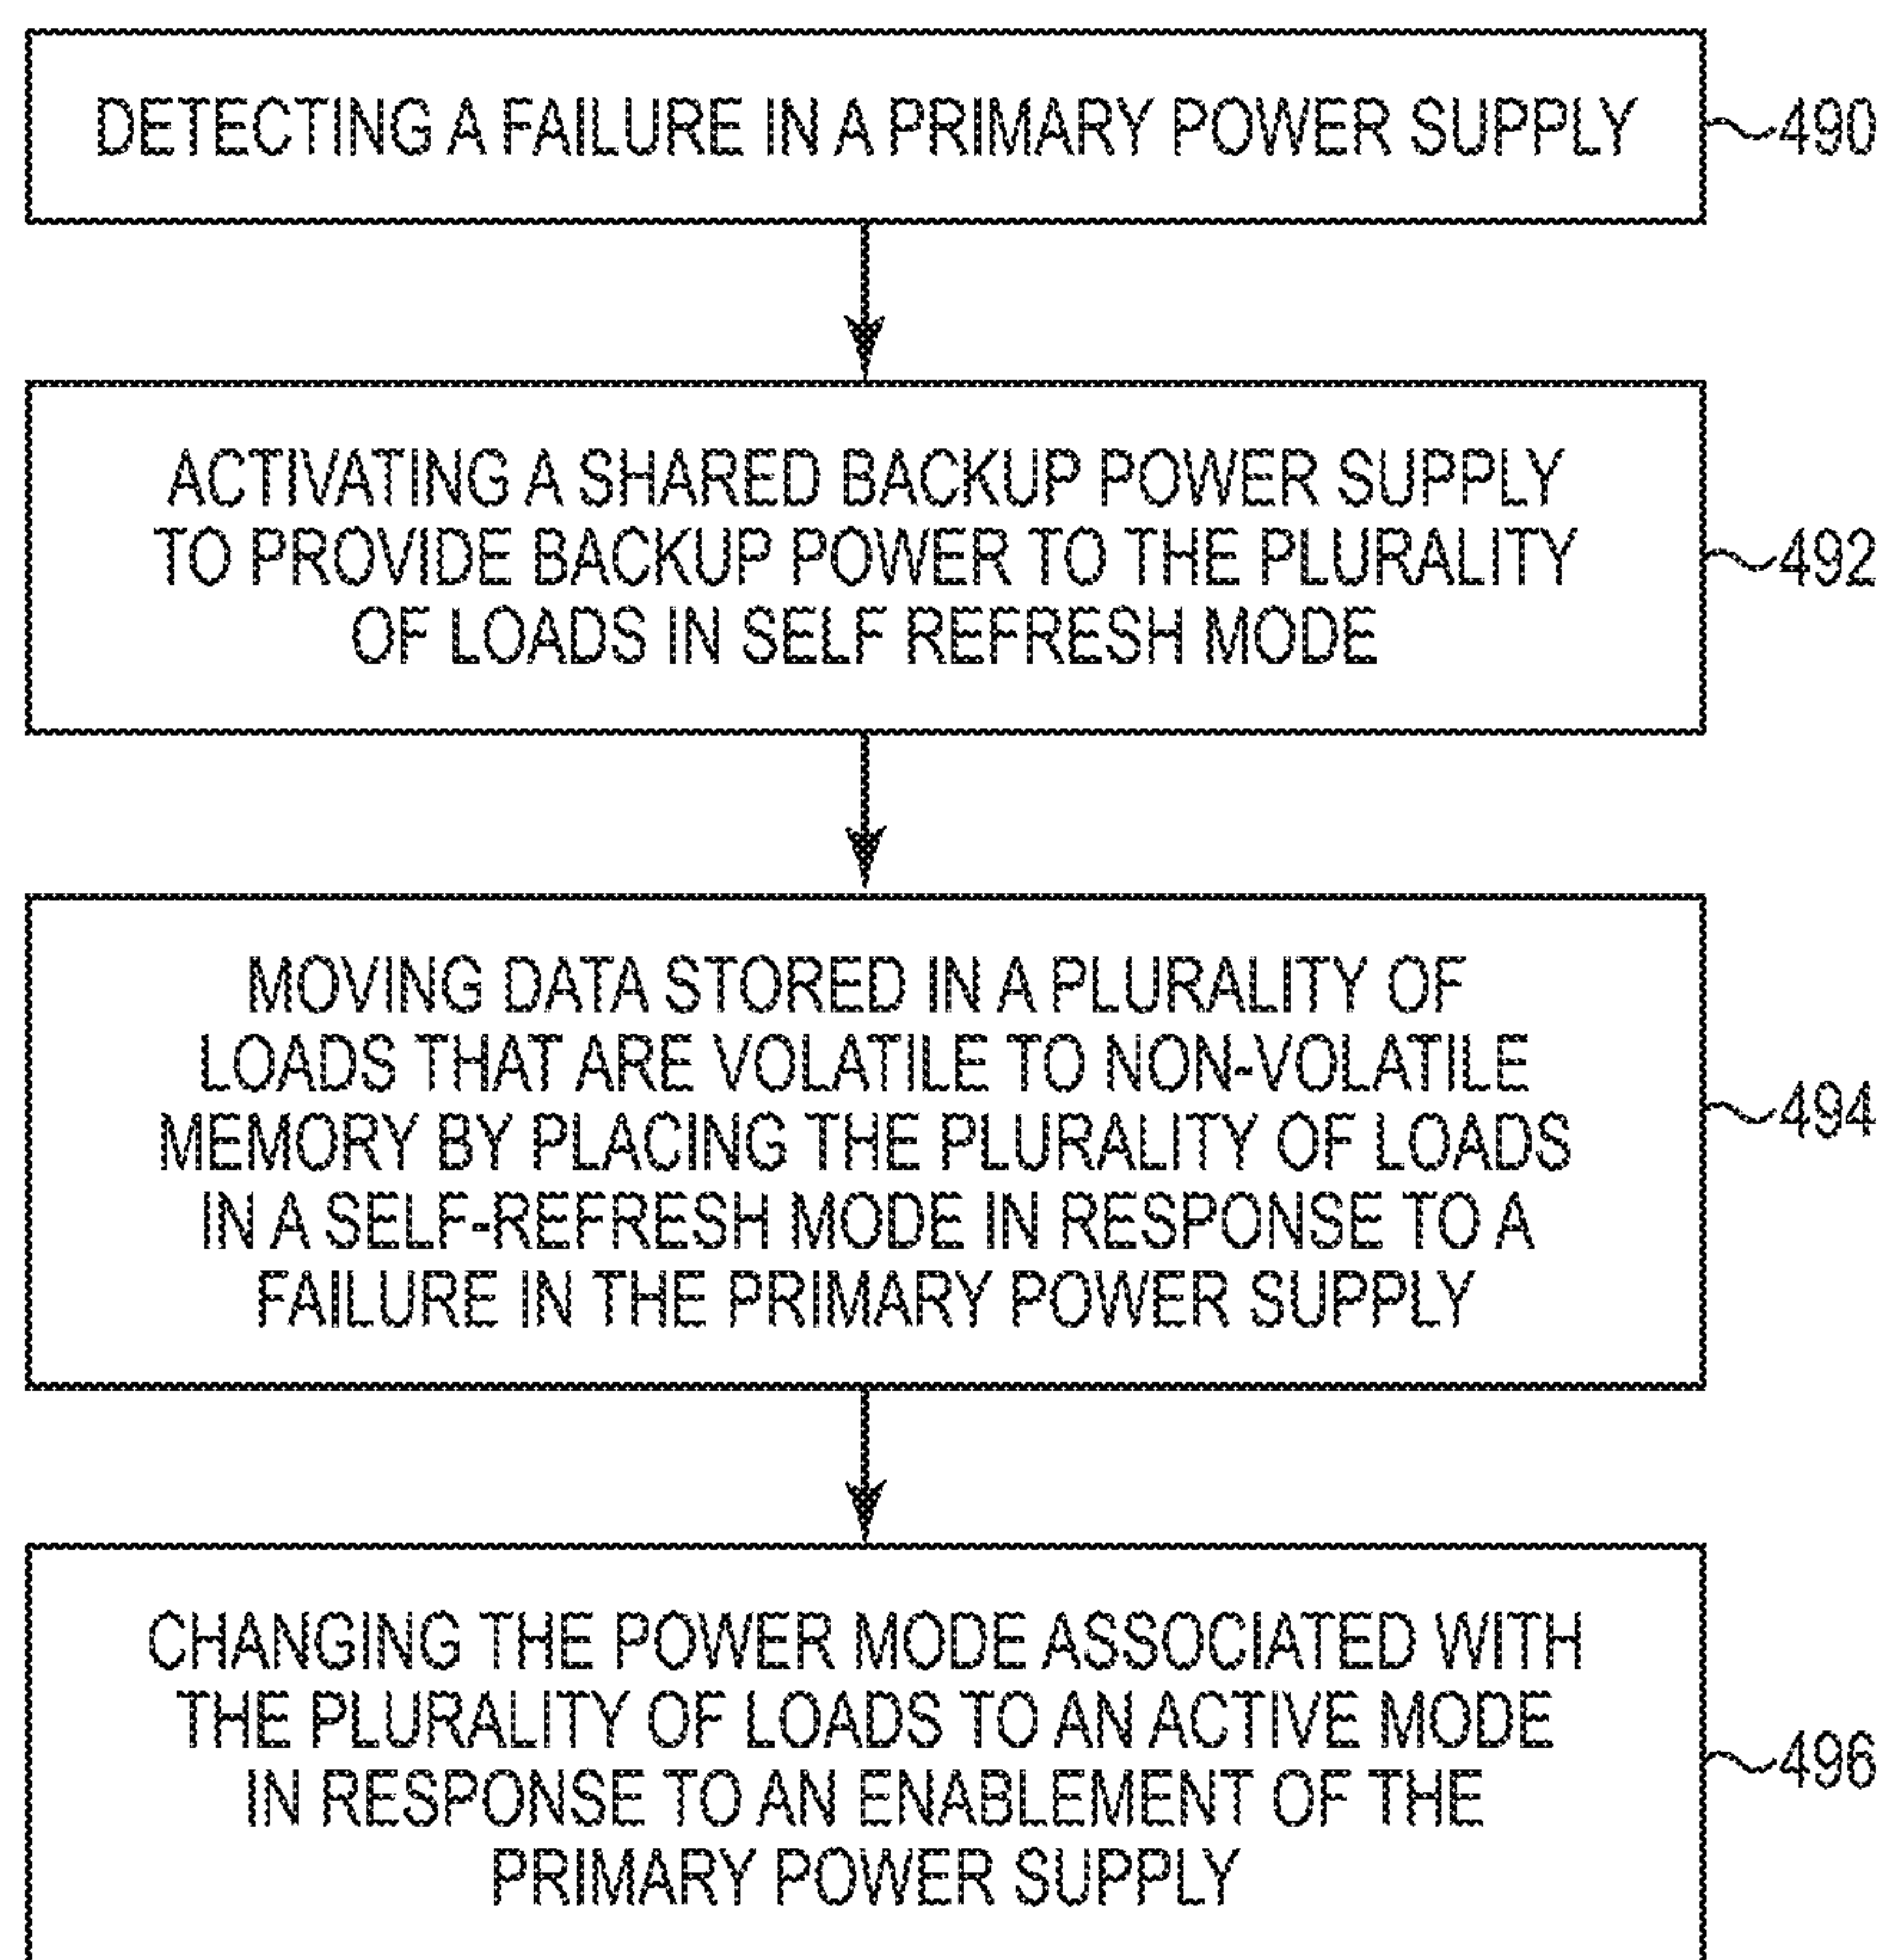 DETECTING A FAILURE IN A PRIMARY POWER SUPPLY
490
ACTIVATING A SHARED BACKUP POWER SUPPLY
TO PROVIDE BACKUP POWER TO THE PLURALITY
OF LOADS IN SELF REFRESH MODE
492
MOVING DATA STORED IN A PLURALITY OF
LOADS THAT ARE VOLATILE TO NON-VOLATILE
MEMORY BY PLACING THE PLURALITY OF LOADS
IN A SELF-REFRESH MODE IN RESPONSE TO A
FAILURE IN THE PRIMARY POWER SUPPLY
494
CHANGING THE POWER MODE ASSOCIATED WITH
THE PLURALITY OF LOADS TO AN ACTIVE MODE
IN RESPONSE TO AN ENABLEMENT OF THE
PRIMARY POWER SUPPLY
496